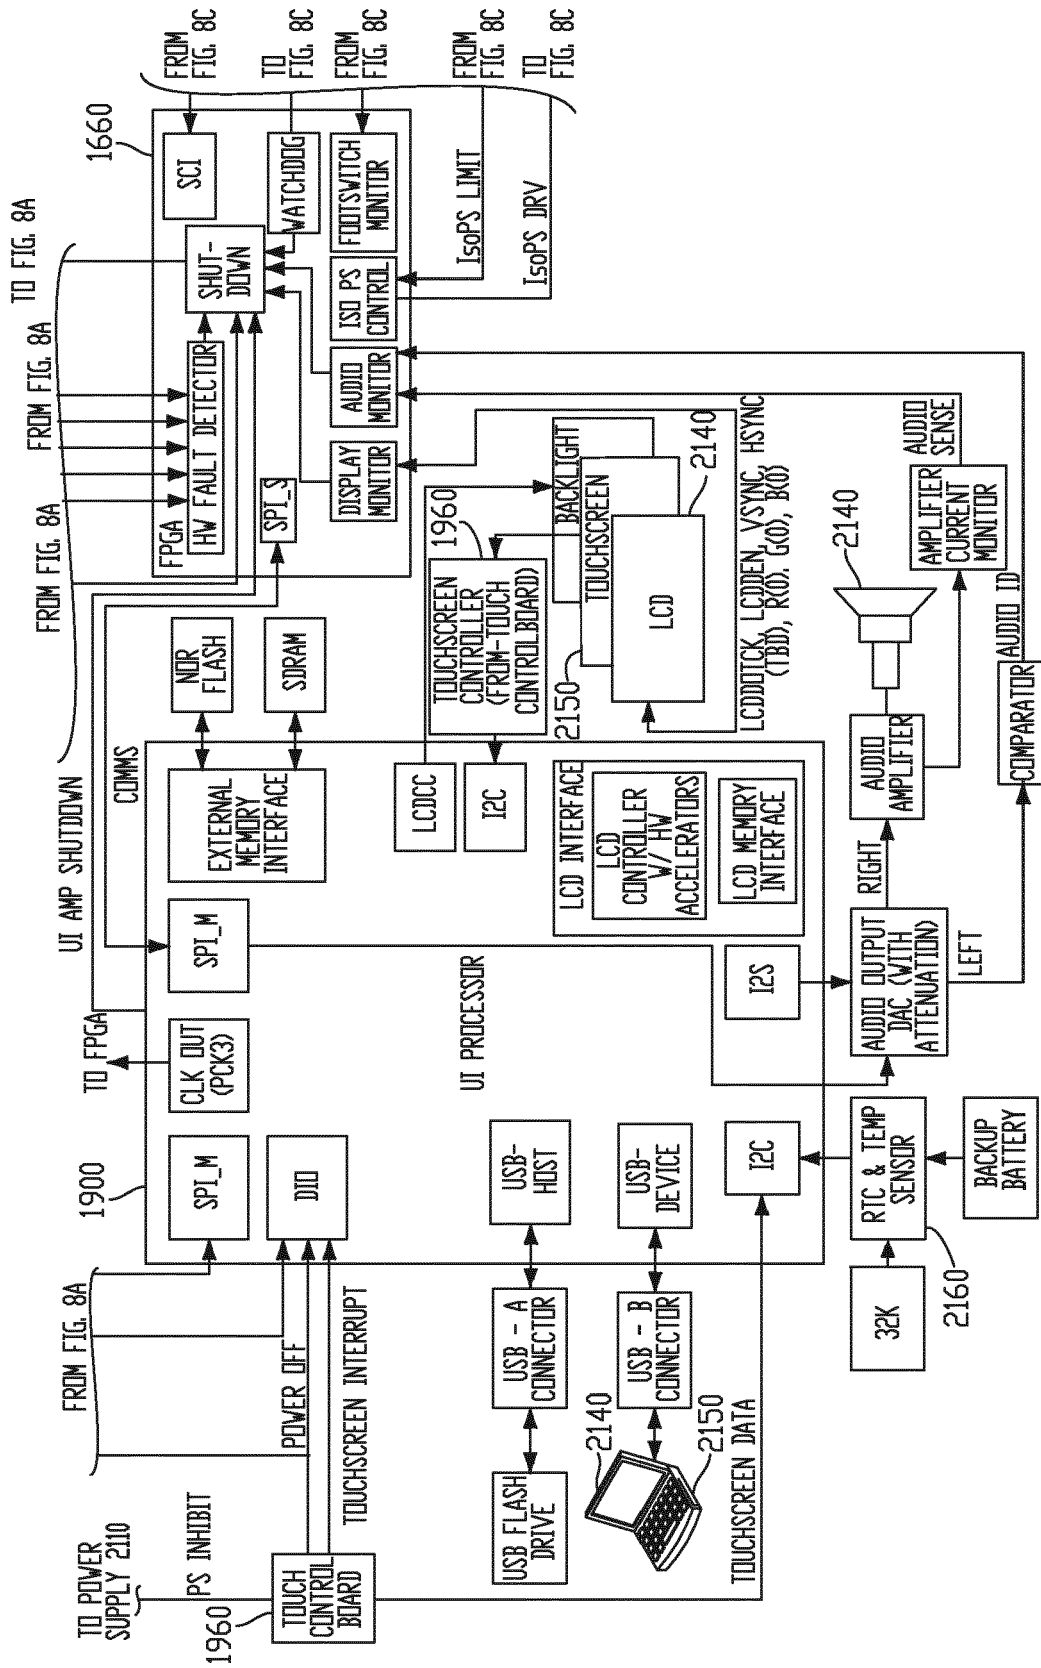 TO POWER
SUPPLY 2110
PS INHIBIT
1960
TOUCH
CONTROL
BOARD
FROM FIG. 8A
POWER OFF
TOUCHSCREEN INTERRUPT
TOUCHSCREEN DATA
USB FLASH
DRIVE
USB - A
CONNECTOR
USB-
HOST
2140
2150
USB - B
CONNECTOR
USB-
DEVICE
32K
2160
RTC & TEMP
SENSOR
BACKUP
BATTERY
I2C
1900
SPI_M
DIO
TO FPGA
CLK OUT
(PCK3)
SPI_M
UI PROCESSOR
I2S
AUDIO OUTPUT
DAC (WITH
ATTENUATION)
RIGHT
LEFT
UI AMP SHUTDOWN
COMMS
EXTERNAL
MEMORY
INTERFACE
NOR
FLASH
SDRAM
LCDCC
I2C
LCD INTERFACE
LCD
CONTROLLER
W/ HW
ACCELERATORS
LCD MEMORY
INTERFACE
AUDIO
AMPLIFIER
COMPARATOR
AUDIO ID
2140
AMPLIFIER
CURRENT
MONITOR
AUDIO
SENSE
TOUCHSCREEN
CONTROLLER
(FROM-TOUCH
CONTROLBOARD)
1960
2150
BACKLIGHT
TOUCHSCREEN
LCD
2140
LCDDOTCK, LCDDEN, VSYNC, HSYNC
(TBD), R(0), G(0), B(0)
FROM FIG. 8A
FROM FIG. 8A
TO FIG. 8A
1660
FPGA
HW FAULT DETECTOR
SPI_S
SHUT-
DOWN
SCI
WATCHDOG
DISPLAY
MONITOR
AUDIO
MONITOR
ISO PS
CONTROL
FOOTSWITCH
MONITOR
IsoPS LIMIT
IsoPS DRV
FROM
FIG. 8C
TO
FIG. 8C
FROM
FIG. 8C
FROM
FIG. 8C
TO
FIG. 8C